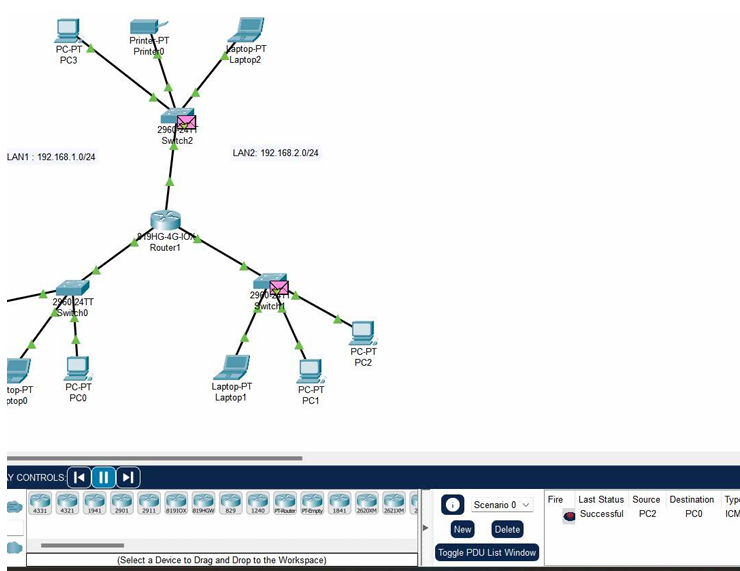 PC-PT
PC3
Printer-PT
Printer0
Laptop-PT
Laptop2
2960-24TT
Switch2
LAN1 : 192.168.1.0/24
LAN2: 192.168.2.0/24
819HG-4G-IOX
Router1
2960-24TT
Switch0
2960-24TT
Switch1
top-PT
ptop0
PC-PT
PC0
Laptop-PT
Laptop1
PC-PT
PC1
PC-PT
PC2
AY CONTROLS:
4331
4321
1941
2901
2911
819IOX
819HGW
829
1240
PT-Router
PT-Empty
1841
2620XM
2621XM
2
(Select a Device to Drag and Drop to the Workspace)
Scenario 0
New
Delete
Toggle PDU List Window
Fire Last Status Source Destination Type
Successful PC2 PC0 ICM